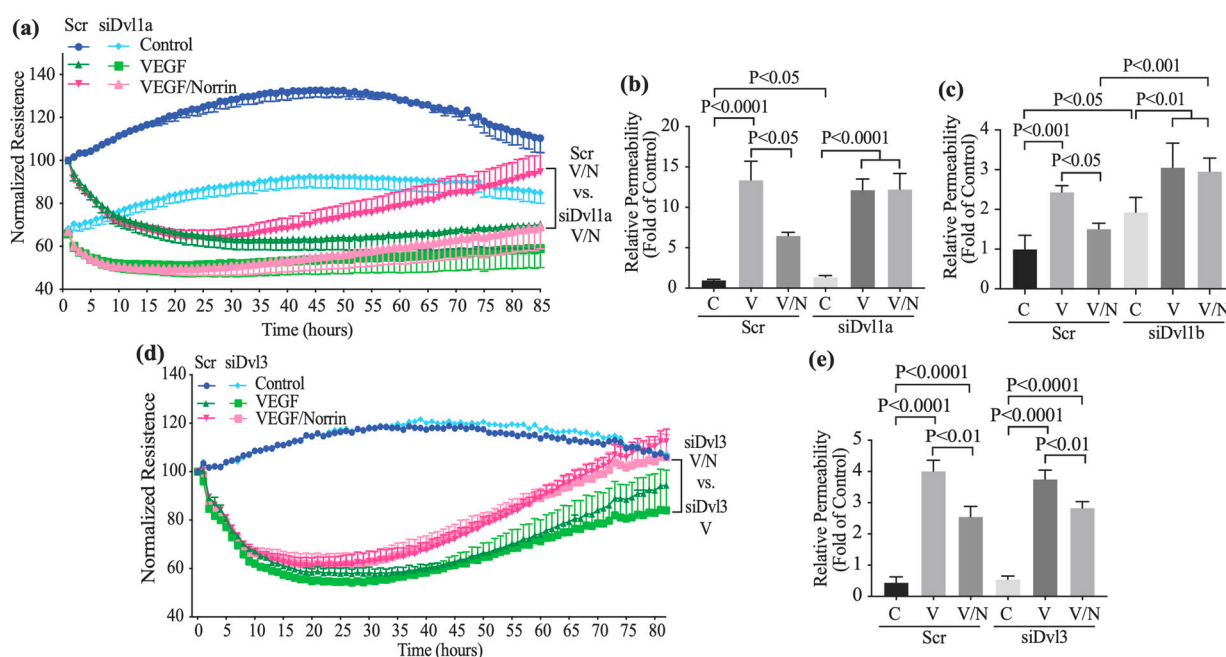 (a)
Scr siDvl1a
Control
VEGF
VEGF/Norrin
Normalized Resistence
140
120
100
80
60
40
0 5 10 15 20 25 30 35 40 45 50 55 60 65 70 75 80 85
Time (hours)
Scr
V/N
vs.
siDvl1a
V/N
(b)
P<0.05
P<0.0001
P<0.05
P<0.0001
Relative Permeability
(Fold of Control)
20
15
10
5
0
C V V/N C V V/N
Scr siDvl1a
(c)
P<0.001
P<0.05
P<0.01
P<0.001
P<0.05
Relative Permeability
(Fold of Control)
4
3
2
1
0
C V V/N C V V/N
Scr siDvl1b
(d)
Scr siDvl3
Control
VEGF
VEGF/Norrin
Normalized Resistence
140
120
100
80
60
40
0 5 10 15 20 25 30 35 40 45 50 55 60 65 70 75 80
Time (hours)
siDvl3
V/N
vs.
siDvl3
V
(e)
P<0.0001
P<0.0001
P<0.0001
P<0.0001
P<0.01
P<0.01
Relative Permeability
(Fold of Control)
5
4
3
2
1
0
C V V/N C V V/N
Scr siDvl3